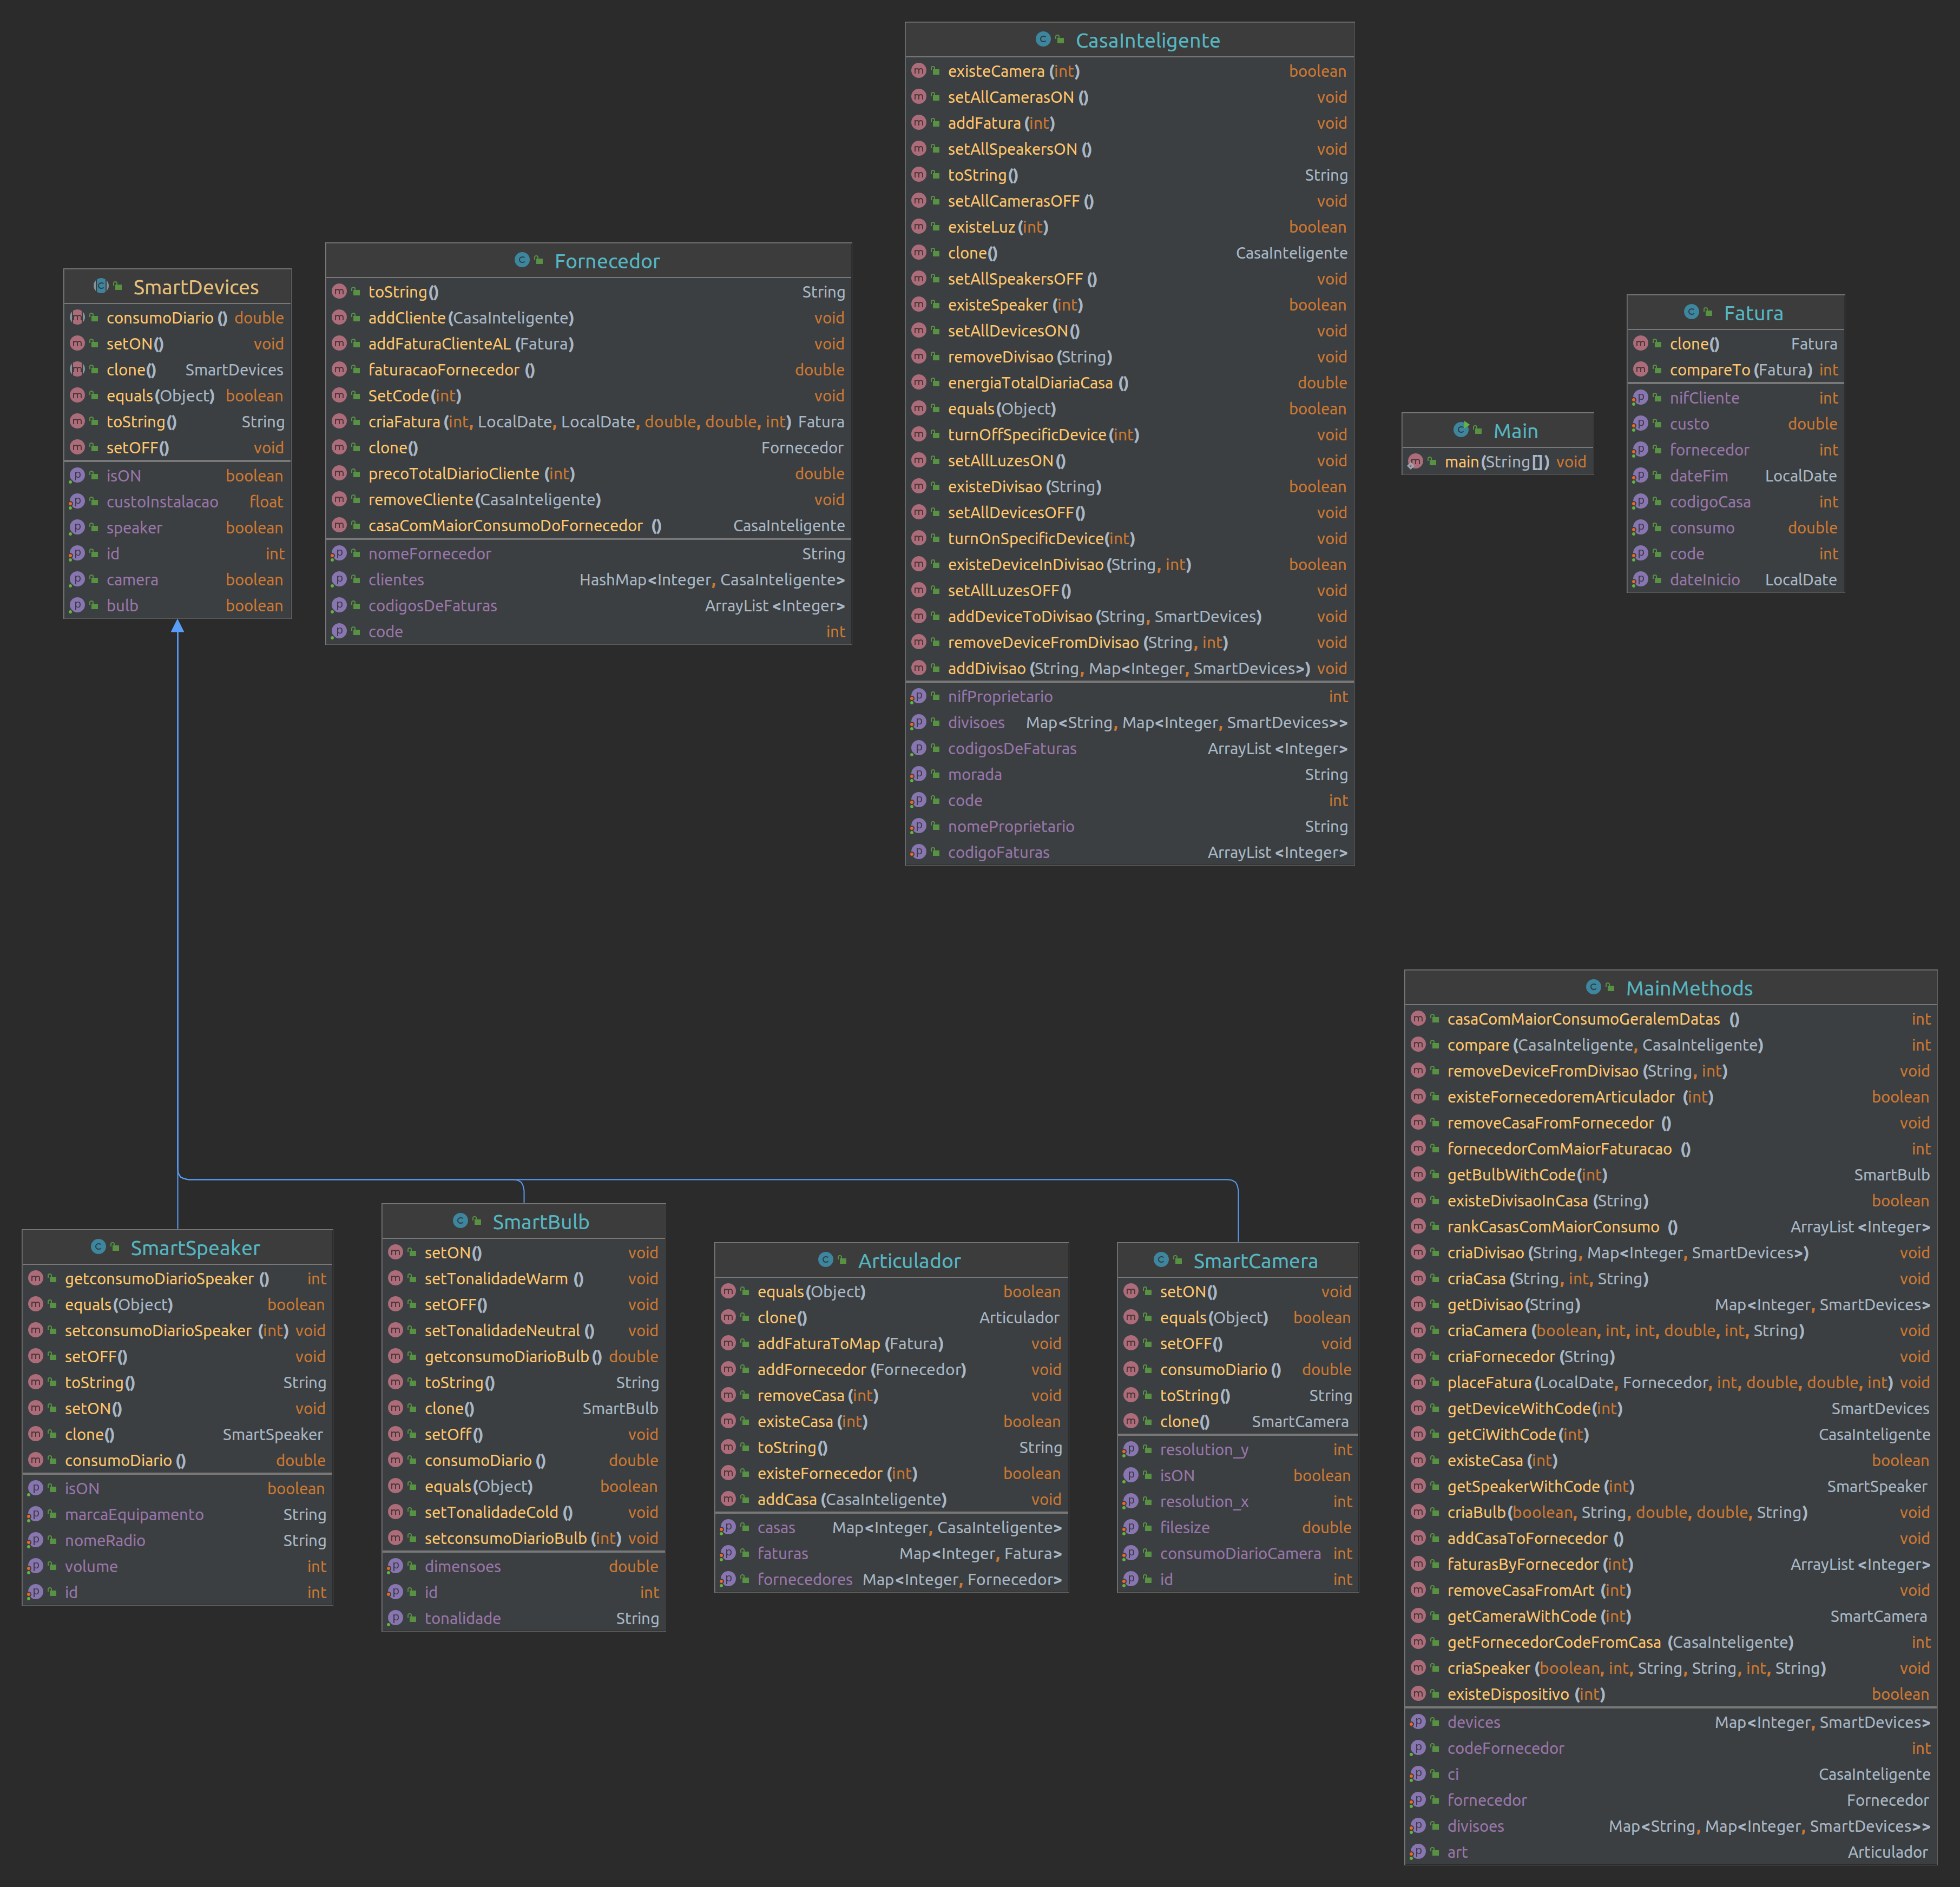 CasaInteligente
existeCamera (int) boolean
setAllCamerasON () void
addFatura (int) void
setAllSpeakersON () void
toString() String
setAllCamerasOFF () void
existeLuz (int) boolean
clone() CasaInteligente
setAllSpeakersOFF () void
existeSpeaker (int) boolean
setAllDevicesON() void
removeDivisao (String) void
energiaTotalDiariaCasa () double
equals(Object) boolean
turnOffSpecificDevice(int) void
setAllLuzesON() void
existeDivisao (String) boolean
setAllDevicesOFF() void
turnOnSpecificDevice(int) void
existeDeviceInDivisao (String, int) boolean
setAllLuzesOFF() void
addDeviceToDivisao (String, SmartDevices) void
removeDeviceFromDivisao (String, int) void
addDivisao (String, Map<Integer, SmartDevices>) void
nifProprietario int
divisoes Map<String, Map<Integer, SmartDevices>>
codigosDeFaturas ArrayList <Integer>
morada String
code int
nomeProprietario String
codigoFaturas ArrayList <Integer>
Fornecedor
toString() String
addCliente (CasaInteligente) void
addFaturaClienteAL (Fatura) void
faturacaoFornecedor () double
SetCode(int) void
criaFatura (int, LocalDate, LocalDate, double, double, int) Fatura
clone() Fornecedor
precoTotalDiarioCliente (int) double
removeCliente(CasaInteligente) void
casaComMaiorConsumoDoFornecedor () CasaInteligente
nomeFornecedor String
clientes HashMap<Integer, CasaInteligente>
codigosDeFaturas ArrayList <Integer>
code int
SmartDevices
consumoDiario () double
setON() void
clone() SmartDevices
equals(Object) boolean
toString() String
setOFF() void
isON boolean
custoInstalacao float
speaker boolean
id int
camera boolean
bulb boolean
Fatura
clone() Fatura
compareTo (Fatura) int
nifCliente int
custo double
fornecedor int
dateFim LocalDate
codigoCasa int
consumo double
code int
dateInicio LocalDate
Main
main(String[]) void
MainMethods
casaComMaiorConsumoGeralemDatas () int
compare (CasaInteligente, CasaInteligente) int
removeDeviceFromDivisao (String, int) void
existeFornecedoremArticulador (int) boolean
removeCasaFromFornecedor () void
fornecedorComMaiorFaturacao () int
getBulbWithCode(int) SmartBulb
existeDivisaoInCasa (String) boolean
rankCasasComMaiorConsumo () ArrayList <Integer>
criaDivisao (String, Map<Integer, SmartDevices>) void
criaCasa (String, int, String) void
getDivisao(String) Map<Integer, SmartDevices>
criaCamera (boolean, int, int, double, int, String) void
criaFornecedor (String) void
placeFatura (LocalDate, Fornecedor, int, double, double, int) void
getDeviceWithCode(int) SmartDevices
getCiWithCode(int) CasaInteligente
existeCasa (int) boolean
getSpeakerWithCode (int) SmartSpeaker
criaBulb(boolean, String, double, double, String) void
addCasaToFornecedor () void
faturasByFornecedor (int) ArrayList <Integer>
removeCasaFromArt (int) void
getCameraWithCode (int) SmartCamera
getFornecedorCodeFromCasa (CasaInteligente) int
criaSpeaker (boolean, int, String, String, int, String) void
existeDispositivo (int) boolean
devices Map<Integer, SmartDevices>
codeFornecedor int
ci CasaInteligente
fornecedor Fornecedor
divisoes Map<String, Map<Integer, SmartDevices>>
art Articulador
SmartSpeaker
getconsumoDiarioSpeaker () int
equals(Object) boolean
setconsumoDiarioSpeaker (int) void
setOFF() void
toString() String
setON() void
clone() SmartSpeaker
consumoDiario () double
isON boolean
marcaEquipamento String
nomeRadio String
volume int
id int
SmartBulb
setON() void
setTonalidadeWarm () void
setOFF() void
setTonalidadeNeutral () void
getconsumoDiarioBulb () double
toString() String
clone() SmartBulb
setOff() void
consumoDiario () double
equals(Object) boolean
setTonalidadeCold () void
setconsumoDiarioBulb (int) void
dimensoes double
id int
tonalidade String
Articulador
equals(Object) boolean
clone() Articulador
addFaturaToMap (Fatura) void
addFornecedor (Fornecedor) void
removeCasa (int) void
existeCasa (int) boolean
toString() String
existeFornecedor (int) boolean
addCasa (CasaInteligente) void
casas Map<Integer, CasaInteligente>
faturas Map<Integer, Fatura>
fornecedores Map<Integer, Fornecedor>
SmartCamera
setON() void
equals(Object) boolean
setOFF() void
consumoDiario () double
toString() String
clone() SmartCamera
resolution_y int
isON boolean
resolution_x int
filesize double
consumoDiarioCamera int
id int